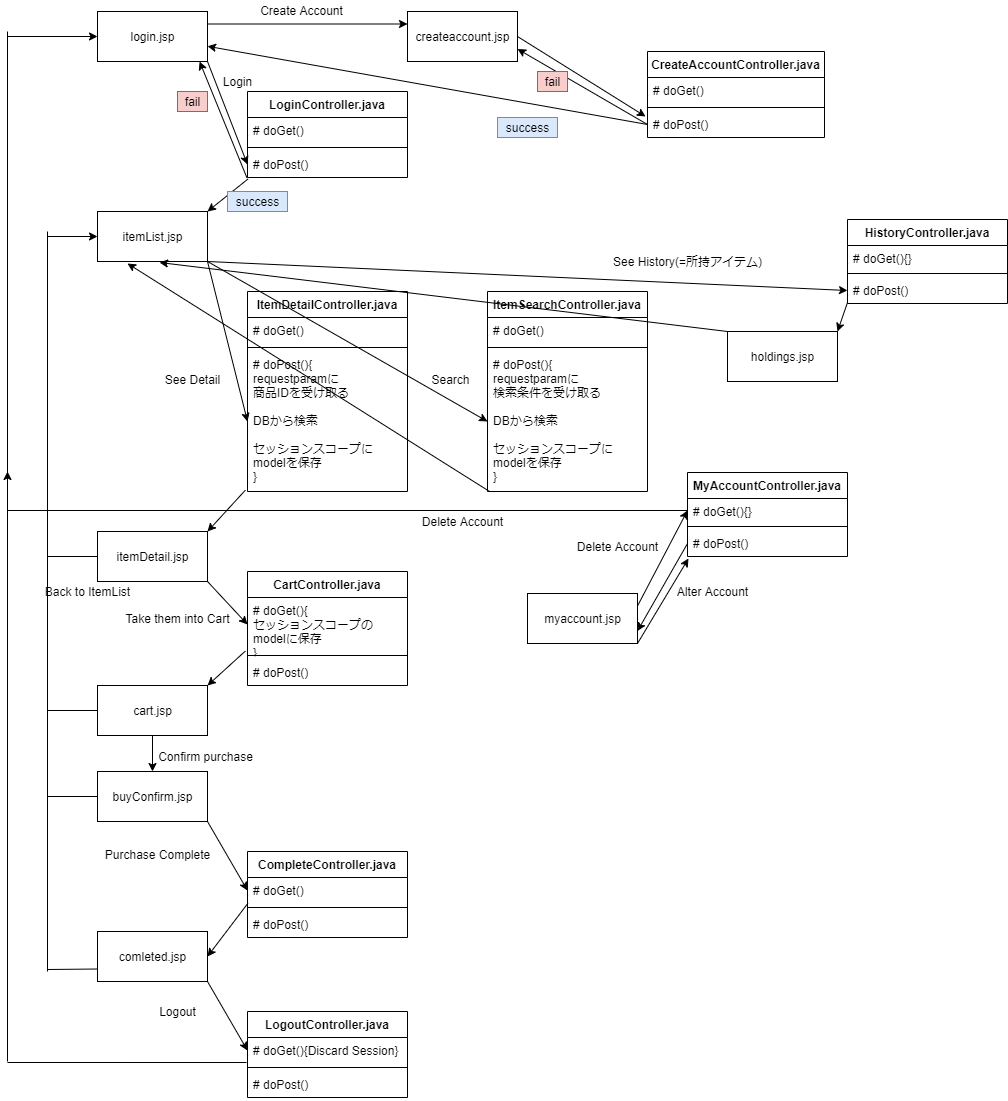 Create Account
login.jsp
createaccount.jsp
CreateAccountController.java
# doGet()
# doPost()
fail
success
Login
fail
LoginController.java
# doGet()
# doPost()
success
itemList.jsp
See History(=所持アイテム)
HistoryController.java
# doGet(){}
# doPost()
holdings.jsp
ItemDetailController.java
# doGet()
# doPost(){
requestparamに
商品IDを受け取る
DBから検索
セッションスコープに
modelを保存
}
See Detail
Search
ItemSearchController.java
# doGet()
# doPost(){
requestparamに
検索条件を受け取る
DBから検索
セッションスコープに
modelを保存
}
MyAccountController.java
# doGet(){}
# doPost()
Delete Account
Delete Account
Alter Account
myaccount.jsp
itemDetail.jsp
Back to ItemList
Take them into Cart
CartController.java
# doGet(){
セッションスコープの
modelに保存
}
# doPost()
cart.jsp
Confirm purchase
buyConfirm.jsp
Purchase Complete
CompleteController.java
# doGet()
# doPost()
comleted.jsp
Logout
LogoutController.java
# doGet(){Discard Session}
# doPost()